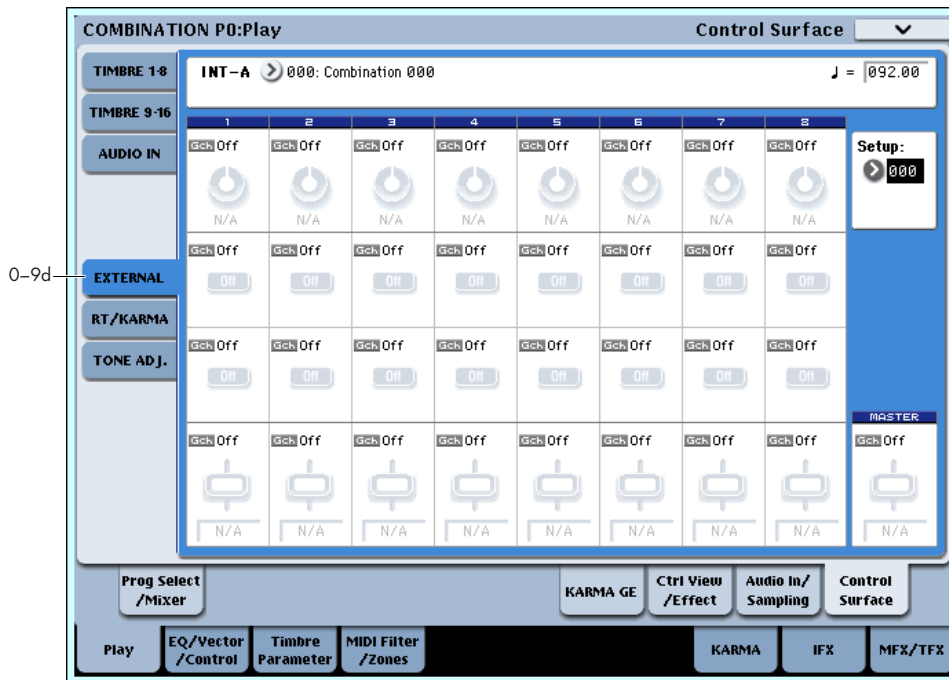 COMBINATION P0:Play Control Surface
TIMBRE 1-8
INT-A 000: Combination 000 ♩ = 092.00
TIMBRE 9-16
AUDIO IN
1 2 3 4 5 6 7 8
Gch Off Gch Off Gch Off Gch Off Gch Off Gch Off Gch Off Gch Off
Setup:
000
N/A N/A N/A N/A N/A N/A N/A N/A
0–9d
EXTERNAL
Gch Off Gch Off Gch Off Gch Off Gch Off Gch Off Gch Off Gch Off
Off Off Off Off Off Off Off Off
RT/KARMA
TONE ADJ.
Gch Off Gch Off Gch Off Gch Off Gch Off Gch Off Gch Off Gch Off
Off Off Off Off Off Off Off Off
MASTER
Gch Off Gch Off Gch Off Gch Off Gch Off Gch Off Gch Off Gch Off Gch Off
N/A N/A N/A N/A N/A N/A N/A N/A N/A
Prog Select
/Mixer
KARMA GE
Ctrl View
/Effect
Audio In/
Sampling
Control
Surface
Play
EQ/Vector
/Control
Timbre
Parameter
MIDI Filter
/Zones
KARMA
IFX
MFX/TFX